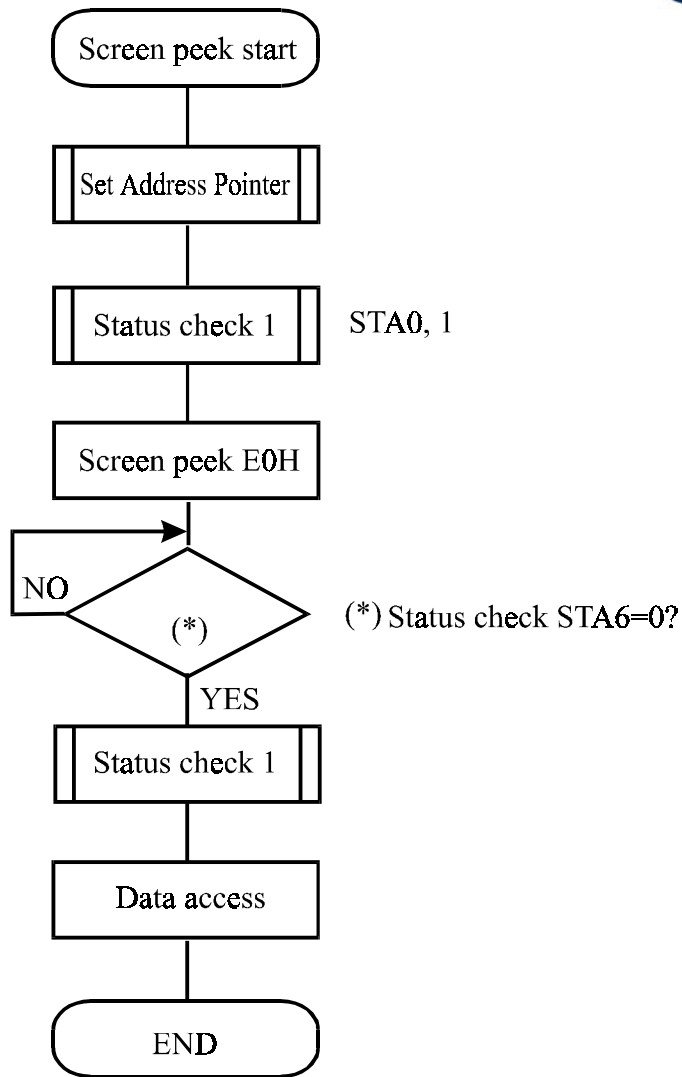 Screen peek start
Set Address Pointer
Status check 1
STA0, 1
Screen peek E0H
NO
(*)
(*) Status check STA6=0?
YES
Status check 1
Data access
END